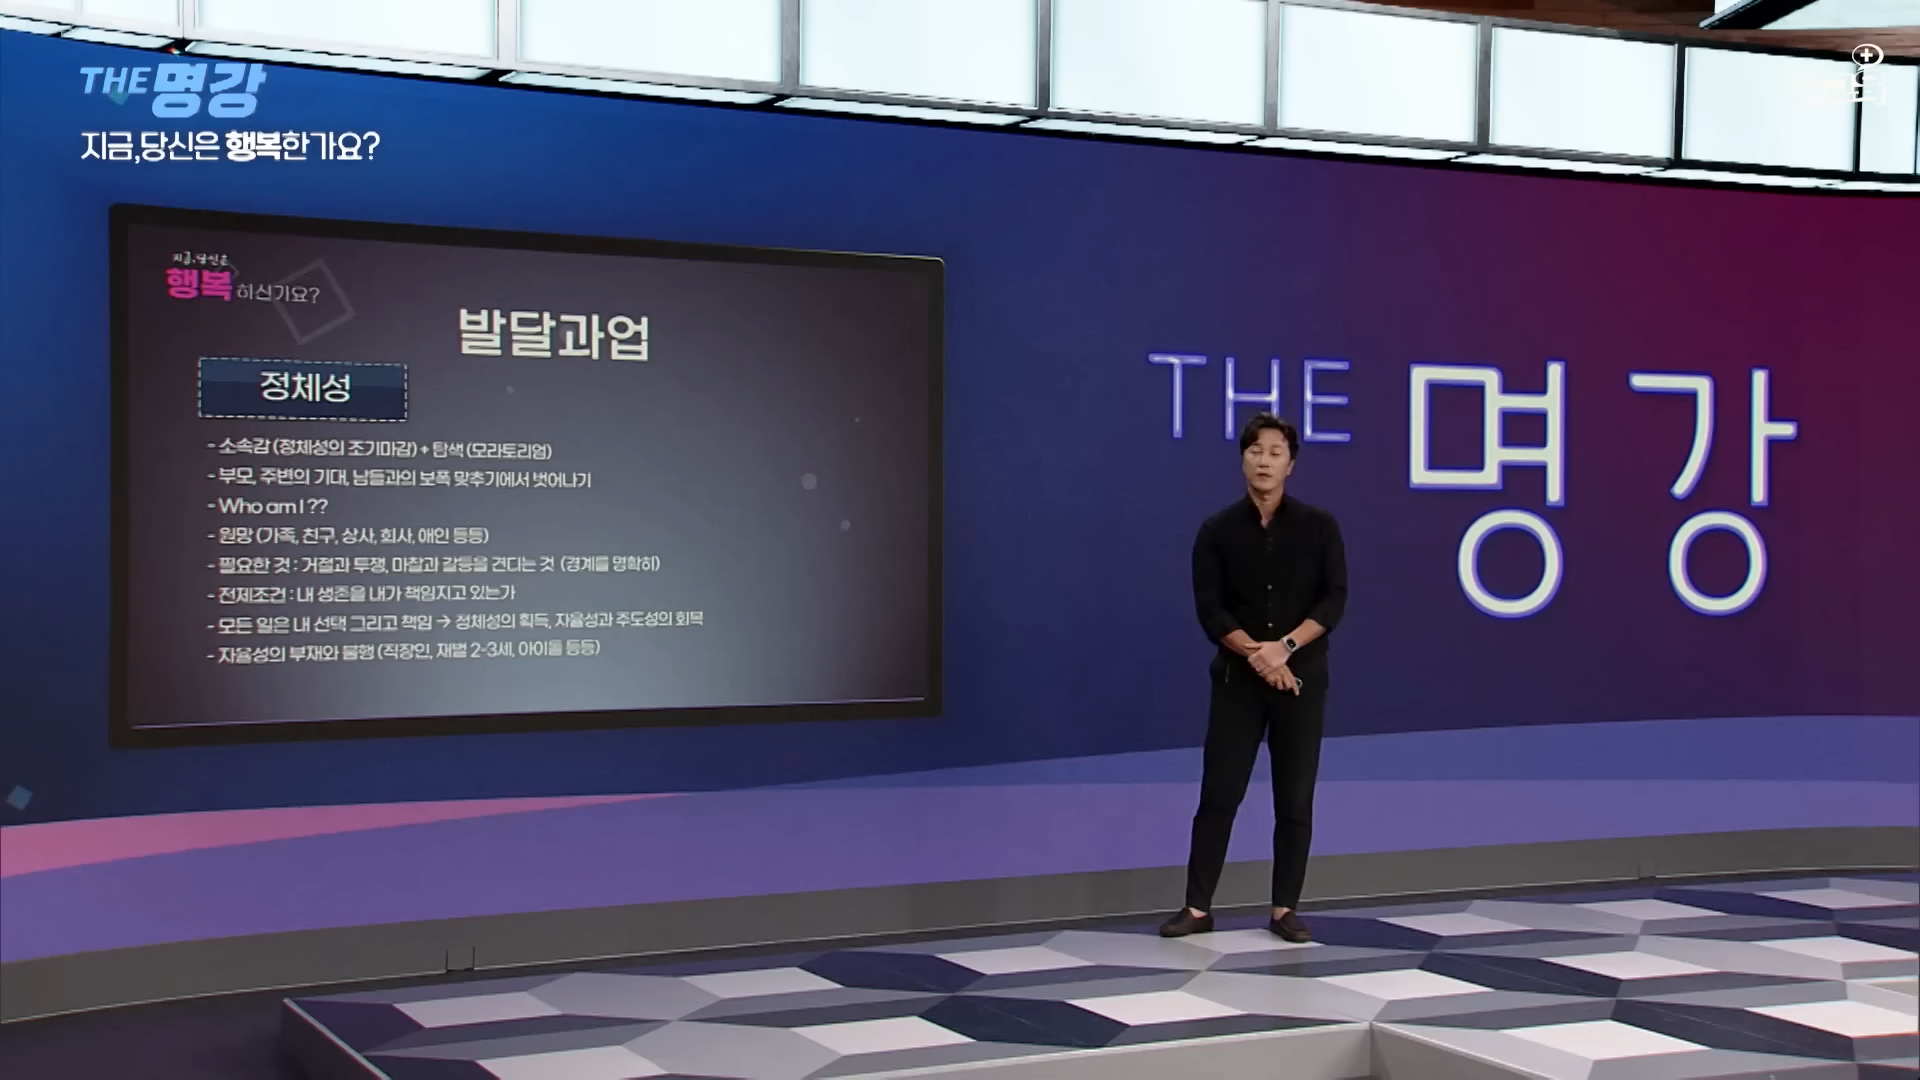 THE 명강
지금,당신은 행복한가요?
지금,당신은
행복 하신가요?
발달과업
정체성
- 소속감 (정체성의 조기마감) + 탐색 (모라토리엄)
- 부모, 주변의 기대, 남들과의 보폭 맞추기에서 벗어나기
- Who am I ??
- 원망 (가족, 친구, 상사, 회사, 애인 등등)
- 필요한 것 : 거절과 투쟁, 마찰과 갈등을 견디는 것 (경계를 명확히)
- 전제조건 : 내 생존을 내가 책임지고 있는가
- 모든 일은 내 선택 그리고 책임 → 정체성의 획득, 자율성과 주도성의 회복
- 자율성의 부재와 불행 (직장인, 재벌 2-3세, 아이돌 등등)
THE 명강